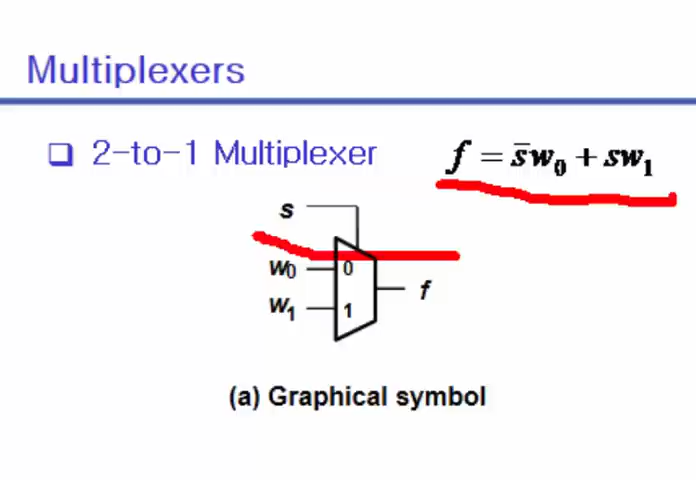 Multiplexers
❑ 2-to-1 Multiplexer
f = s̅w₀ + sw₁
s
w₀ 0
f
w₁ 1
(a) Graphical symbol